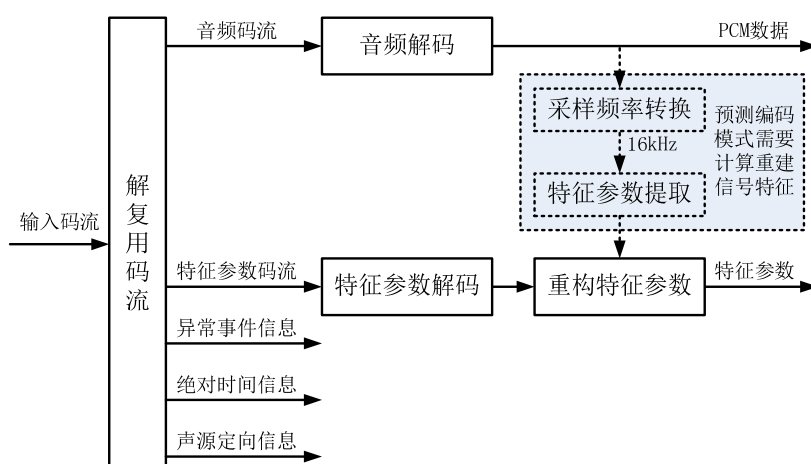 音频码流
音频解码
PCM数据
采样频率转换
16kHz
特征参数提取
预测编码
模式需要
计算重建
信号特征
输入码流
解复用码流
特征参数码流
特征参数解码
重构特征参数
特征参数
异常事件信息
绝对时间信息
声源定向信息